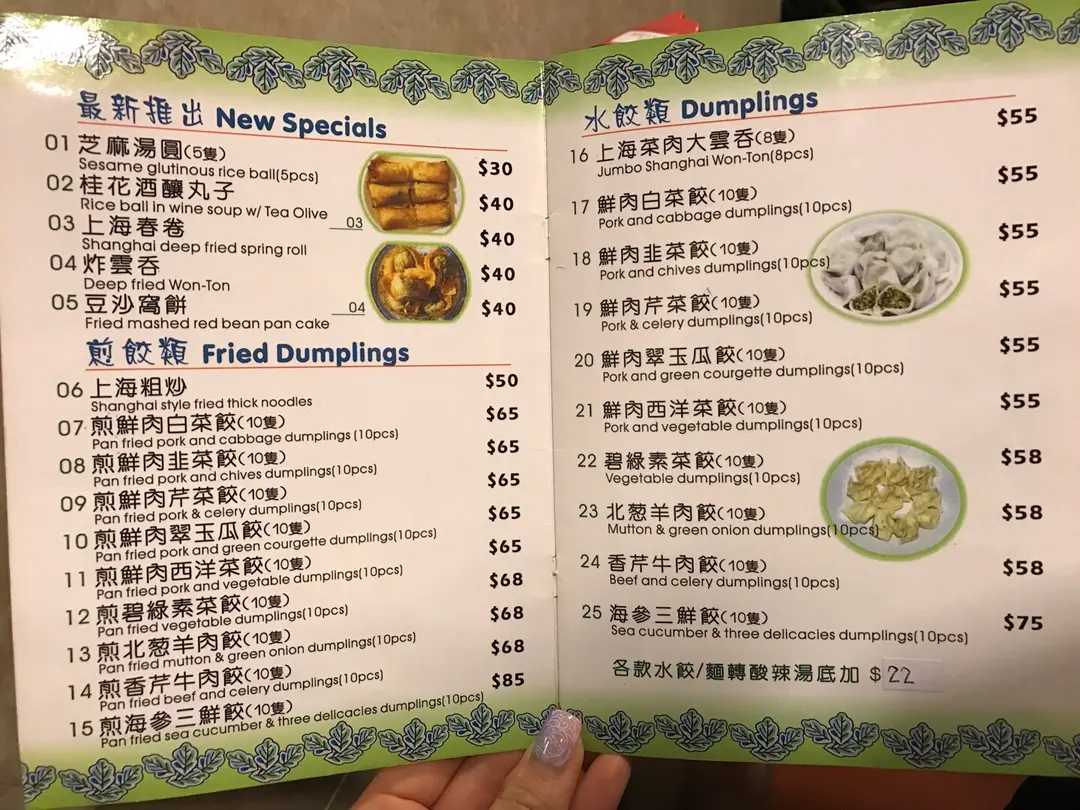 最新推出 New Specials
01 芝麻湯圓(5隻) $30
Sesame glutinous rice ball(5pcs)
02 桂花酒釀丸子 $40
Rice ball in wine soup w/ Tea Olive
03
03 上海春卷 $40
Shanghai deep fried spring roll
04 炸雲吞 $40
Deep fried Won-Ton
04
05 豆沙窩餅 $40
Fried mashed red bean pan cake
煎餃類 Fried Dumplings
06 上海粗炒 $50
Shanghai style fried thick noodles
07 煎鮮肉白菜餃(10隻) $65
Pan fried pork and cabbage dumplings (10pcs)
08 煎鮮肉韭菜餃(10隻) $65
Pan fried pork and chives dumplings(10pcs)
09 煎鮮肉芹菜餃(10隻) $65
Pan fried pork & celery dumplings(10pcs)
10 煎鮮肉翠玉瓜餃(10隻) $65
Pan fried pork and green courgette dumplings(10pcs)
11 煎鮮肉西洋菜餃(10隻) $65
Pan fried pork and vegetable dumplings(10pcs)
12 煎碧綠素菜餃(10隻) $68
Pan fried vegetable dumplings(10pcs)
13 煎北葱羊肉餃(10隻) $68
Pan fried mutton & green onion dumplings(10pcs)
14 煎香芹牛肉餃(10隻) $68
Pan fried beef and celery dumplings(10pcs)
15 煎海參三鮮餃(10隻) $85
Pan fried sea cucumber & three delicacies dumplings(10pcs)
水餃類 Dumplings
16 上海菜肉大雲吞(8隻) $55
Jumbo Shanghai Won-Ton(8pcs)
17 鮮肉白菜餃(10隻) $55
Pork and cabbage dumplings(10pcs)
18 鮮肉韭菜餃(10隻) $55
Pork and chives dumplings(10pcs)
19 鮮肉芹菜餃(10隻) $55
Pork & celery dumplings(10pcs)
20 鮮肉翠玉瓜餃(10隻) $55
Pork and green courgette dumplings(10pcs)
21 鮮肉西洋菜餃(10隻) $55
Pork and vegetable dumplings(10pcs)
22 碧綠素菜餃(10隻) $58
Vegetable dumplings(10pcs)
23 北葱羊肉餃(10隻) $58
Mutton & green onion dumplings(10pcs)
24 香芹牛肉餃(10隻) $58
Beef and celery dumplings(10pcs)
25 海參三鮮餃(10隻) $75
Sea cucumber & three delicacies dumplings(10pcs)
各款水餃/麵轉酸辣湯底加 $22